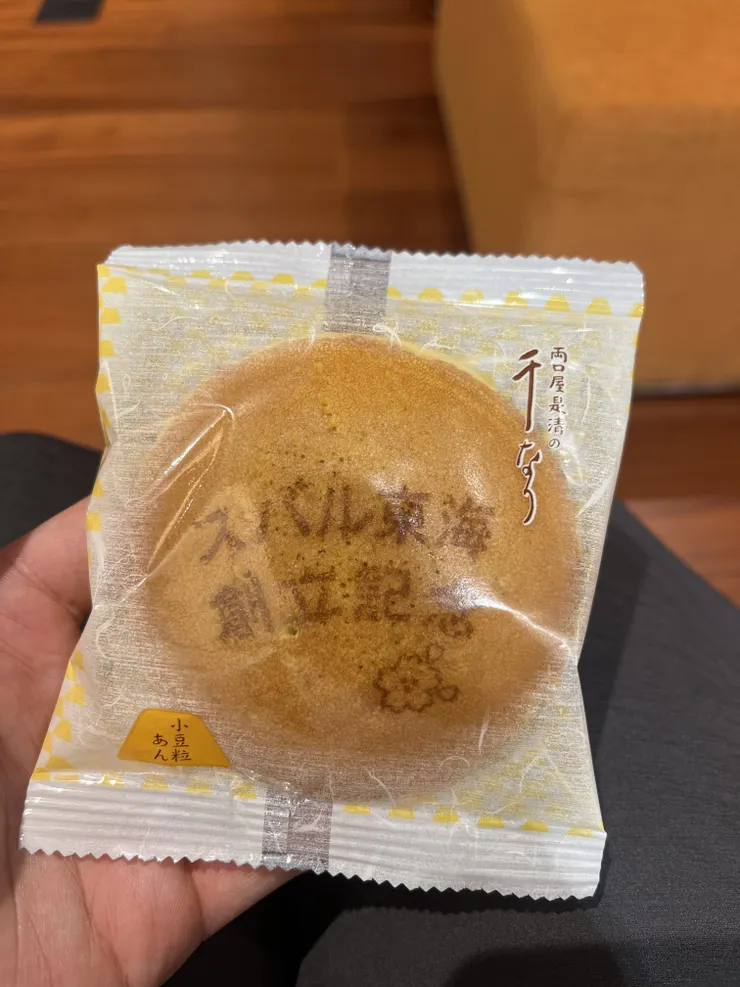 両口屋是清の
千なり
スバル東海
創立記念
小豆粒
あん